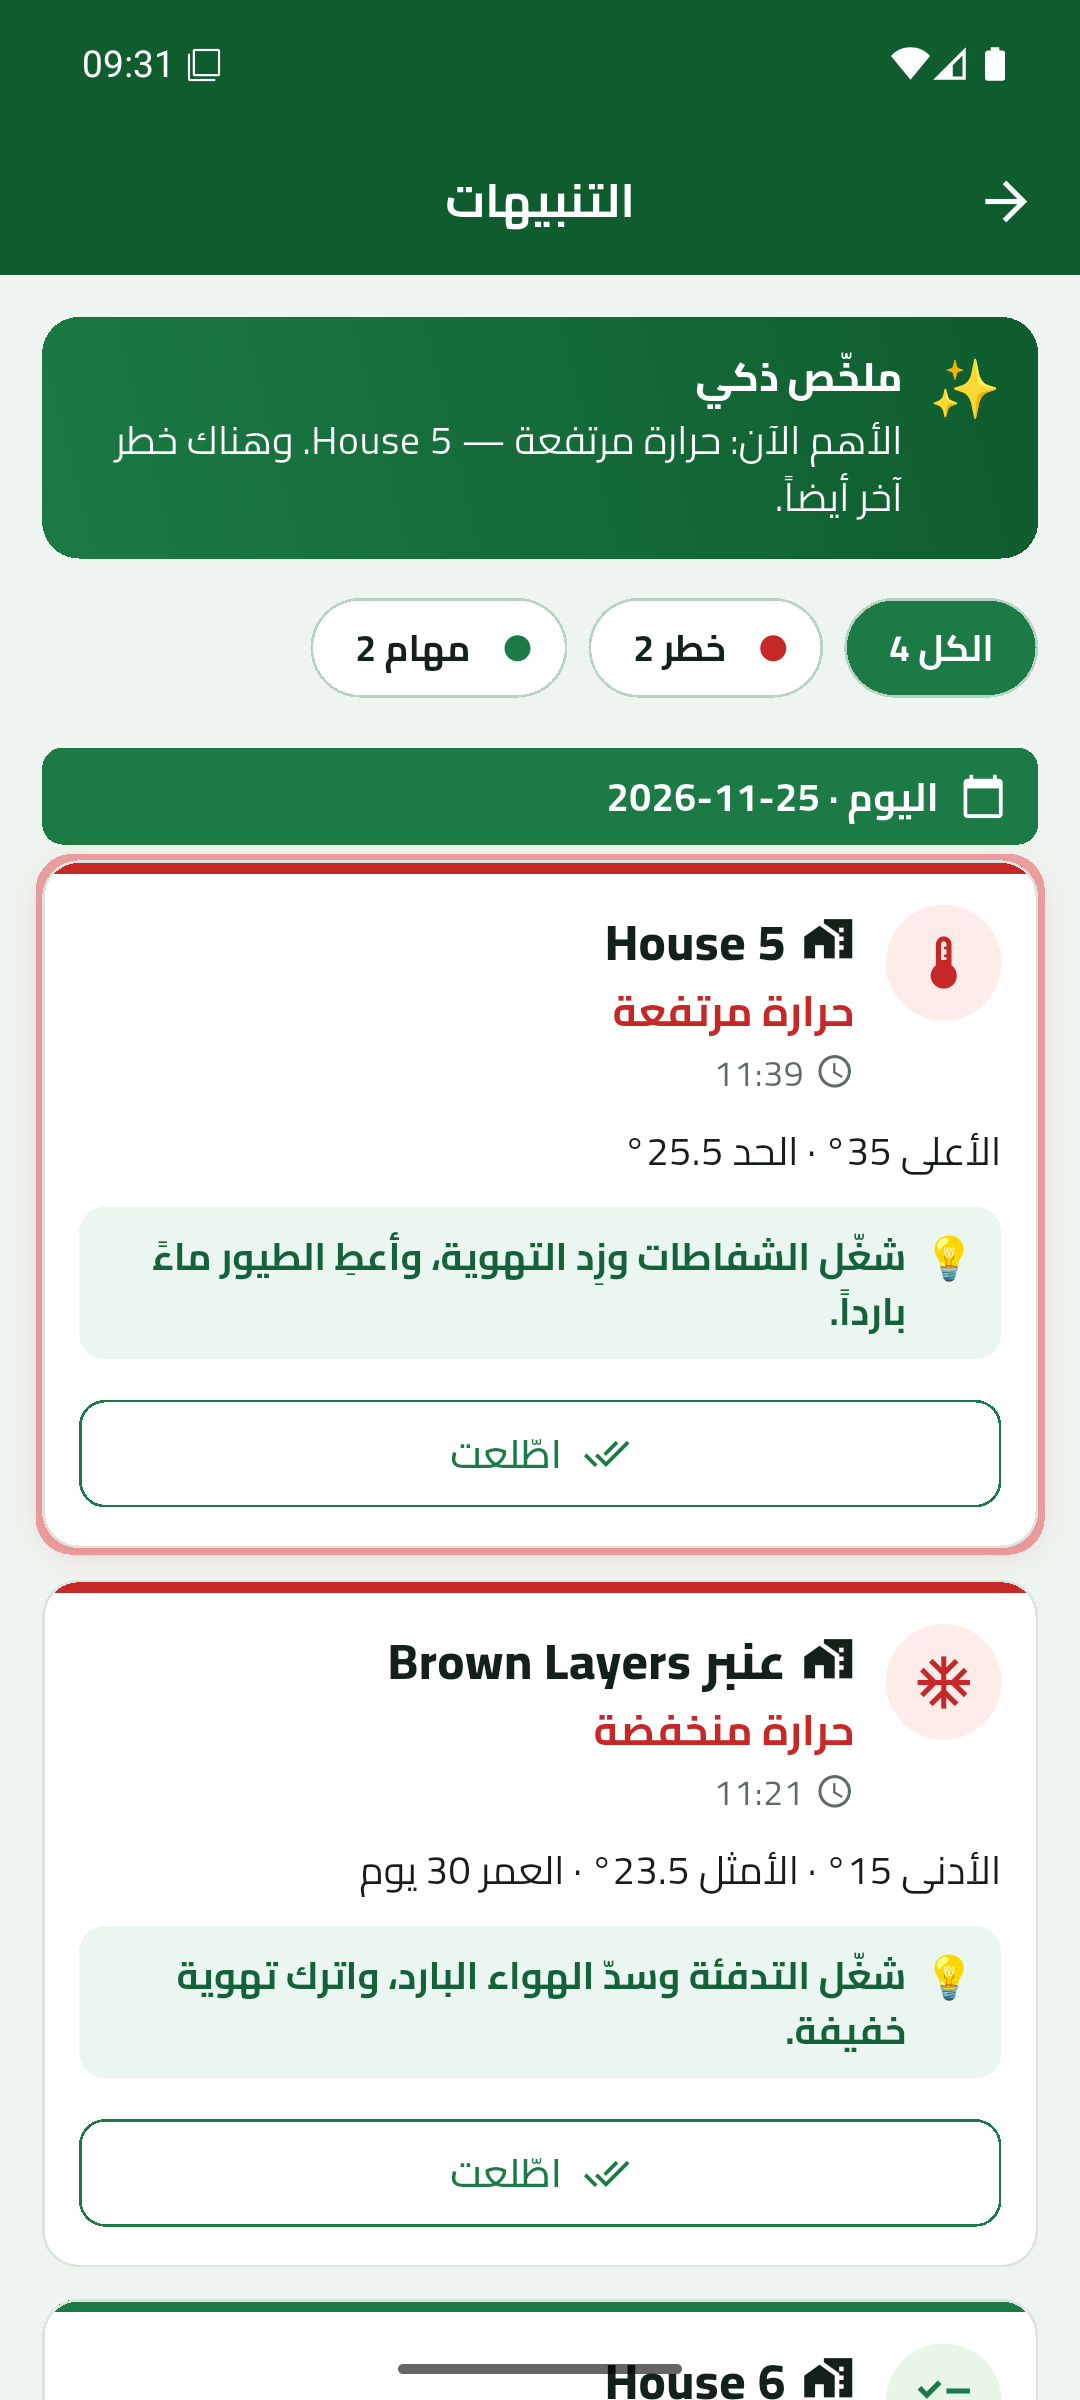 09:31
التنبيهات
ملخّص ذكي
الأهم الآن: حرارة مرتفعة — House 5. وهناك خطر
آخر أيضاً.
الكل 4
خطر 2
مهام 2
اليوم · 25-11-2026
House 5
حرارة مرتفعة
11:39
الأعلى 35° · الحد 25.5°
شغّل الشفاطات وزِد التهوية، وأعطِ الطيور ماءً
بارداً.
اطّلعت
عنبر Brown Layers
حرارة منخفضة
11:21
الأدنى 15° · الأمثل 23.5° · العمر 30 يوم
شغّل التدفئة وسدّ الهواء البارد، واترك تهوية
خفيفة.
اطّلعت
House 6